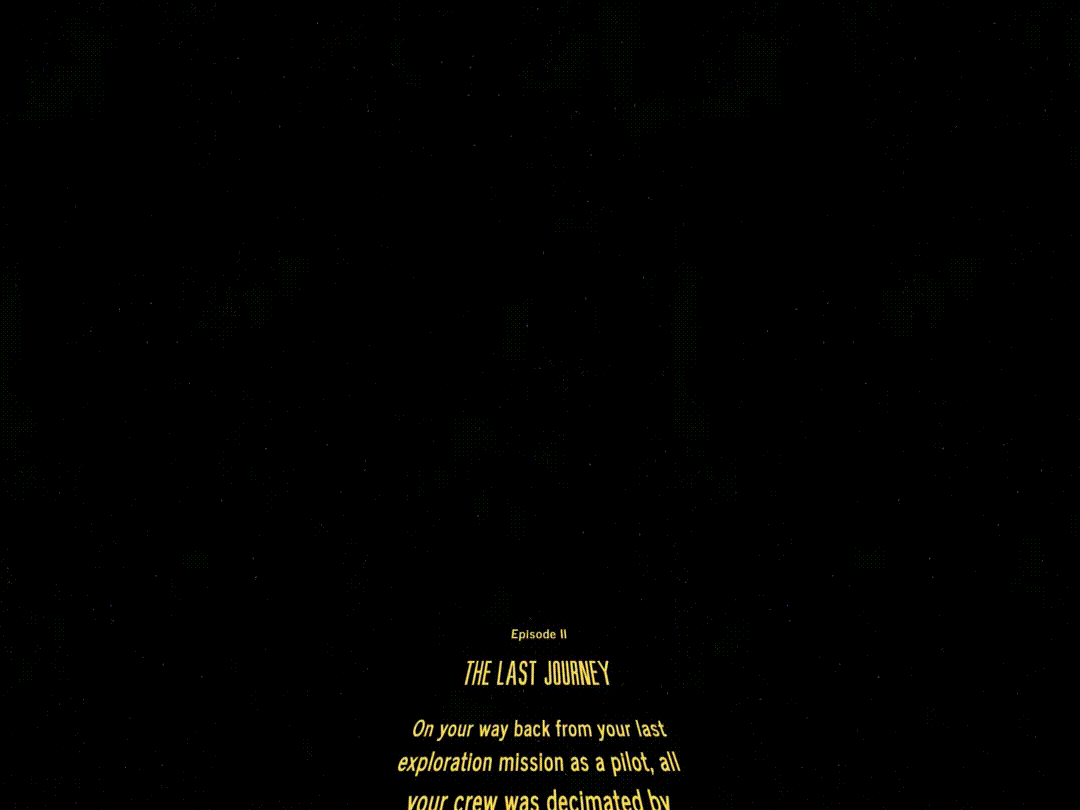 Episode II
THE LAST JOURNEY
On your way back from your last
exploration mission as a pilot, all
your crew was decimated by